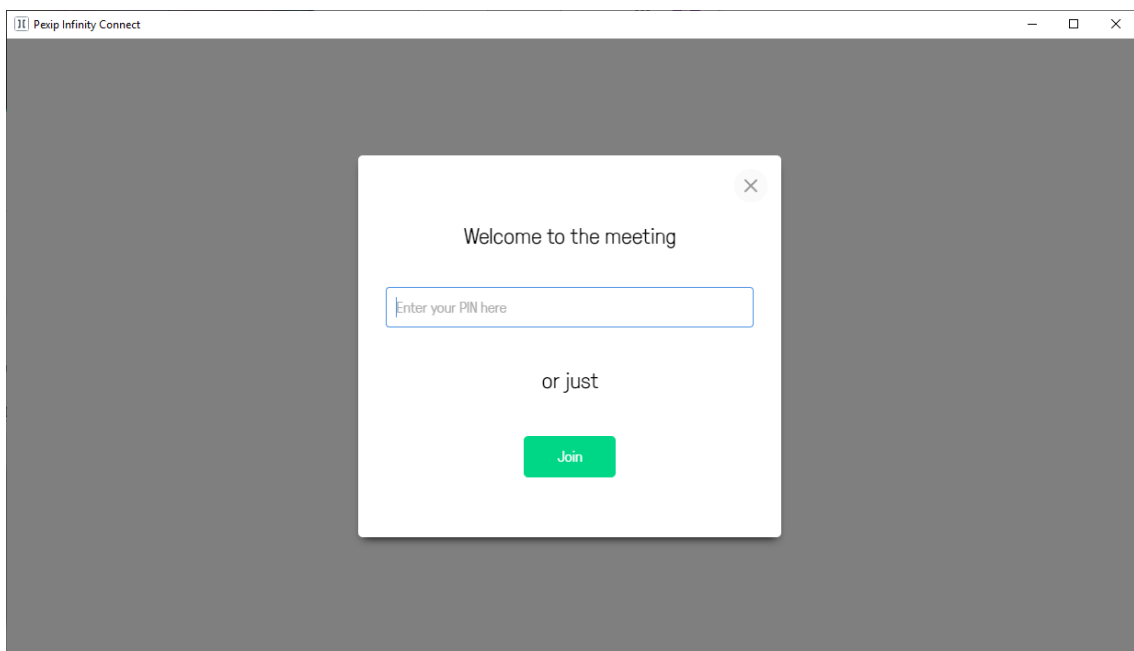 Pexip Infinity Connect
Welcome to the meeting
Enter your PIN here
or just
Join